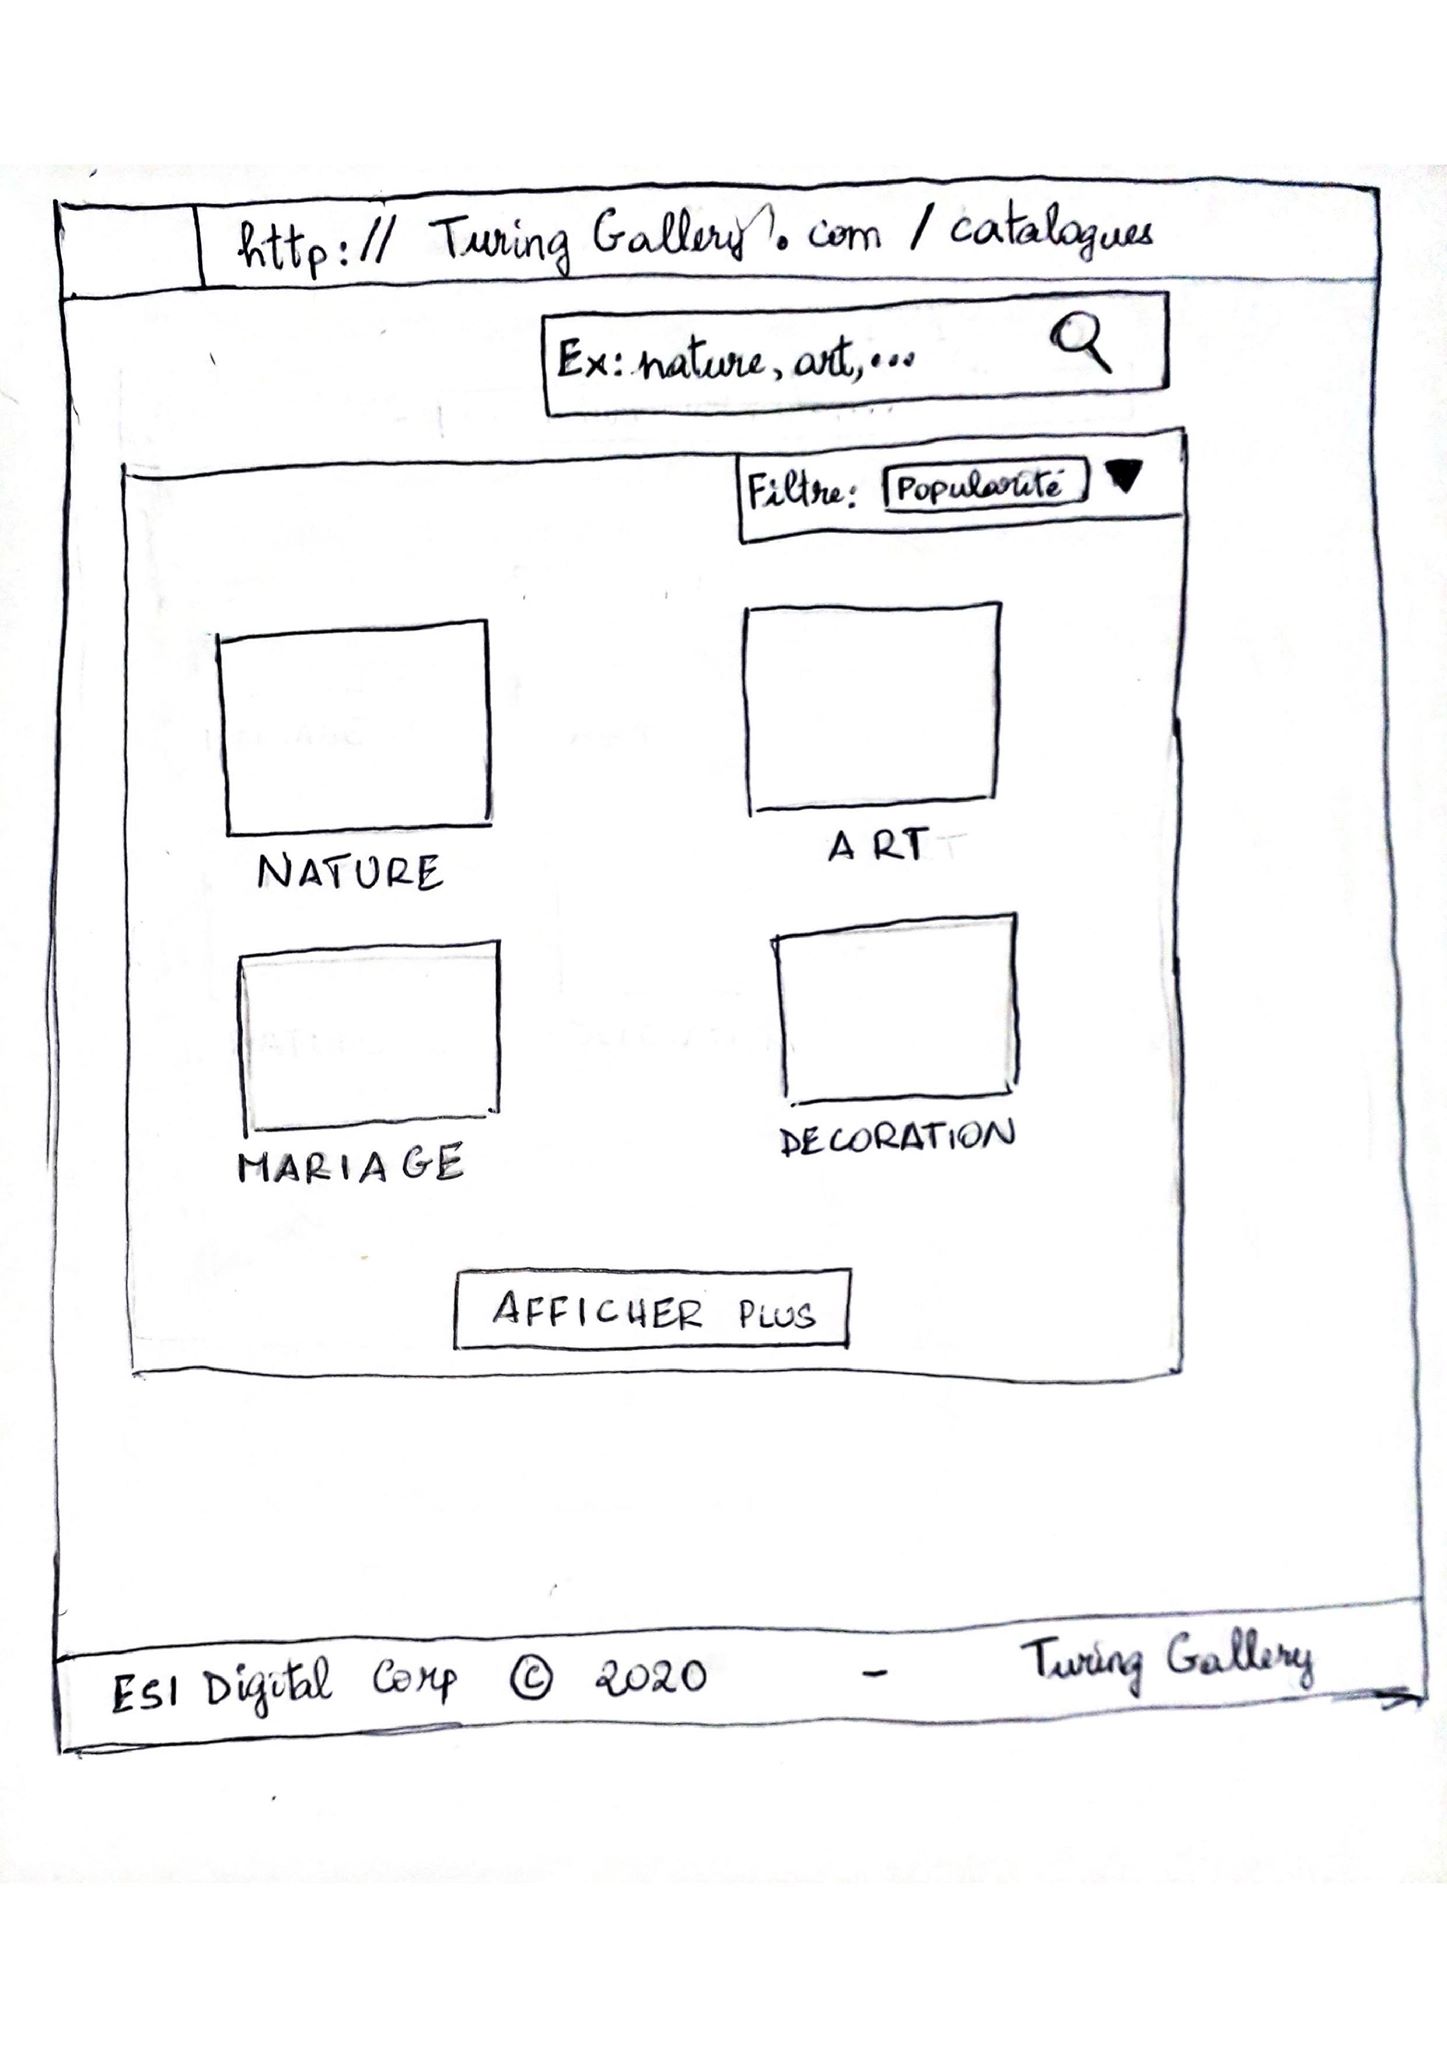 http:// Turing Gallery.com / catalogues
Ex: nature, art,...
Filtre: Popularité
NATURE
ART
MARIAGE
DECORATION
AFFICHER PLUS
ESI Digital Corp © 2020 - Turing Gallery